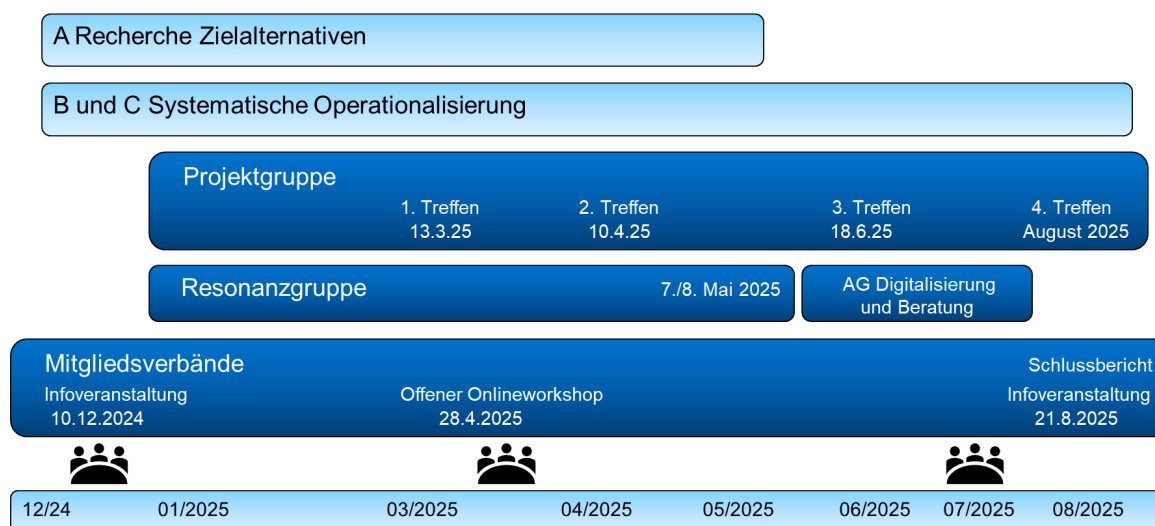 A Recherche Zielalternativen
B und C Systematische Operationalisierung
Projektgruppe
1. Treffen
13.3.25
2. Treffen
10.4.25
3. Treffen
18.6.25
4. Treffen
August 2025
Resonanzgruppe
7./8. Mai 2025
AG Digitalisierung
und Beratung
Mitgliedsverbände
Infoveranstaltung
10.12.2024
Offener Onlineworkshop
28.4.2025
Schlussbericht
Infoveranstaltung
21.8.2025
12/24
01/2025
03/2025
04/2025
05/2025
06/2025
07/2025
08/2025